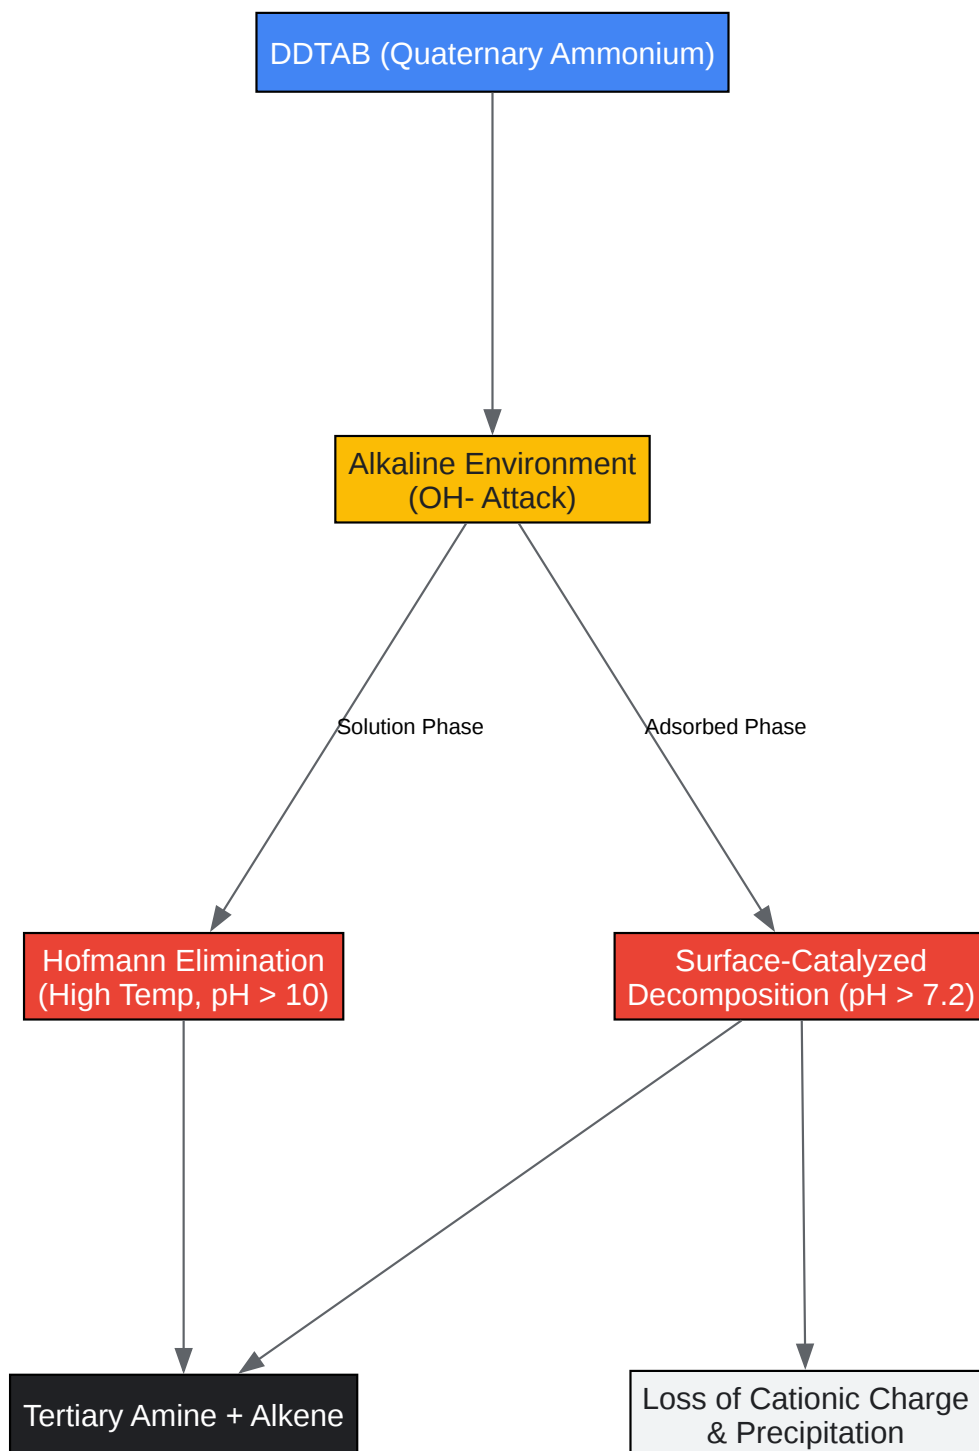 DDTAB (Quaternary Ammonium)
Alkaline Environment
(OH- Attack)
Solution Phase
Adsorbed Phase
Hofmann Elimination
(High Temp, pH > 10)
Surface-Catalyzed
Decomposition (pH > 7.2)
Tertiary Amine + Alkene
Loss of Cationic Charge
& Precipitation